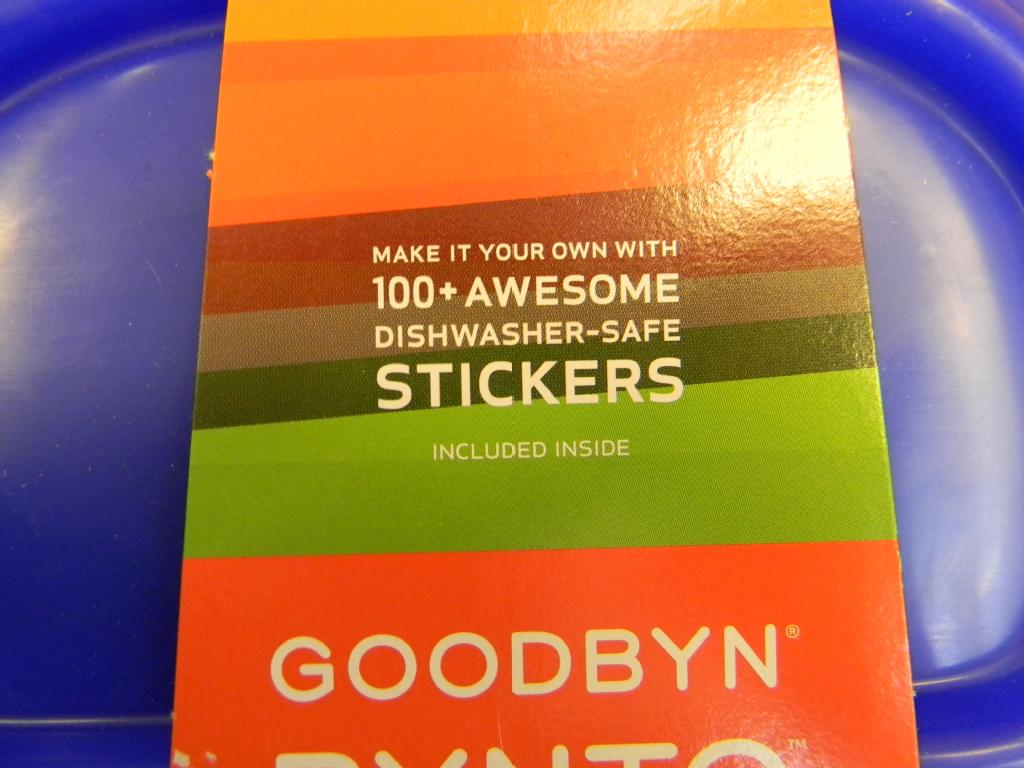 MAKE IT YOUR OWN WITH
100+ AWESOME
DISHWASHER-SAFE
STICKERS
INCLUDED INSIDE
GOODBYN®